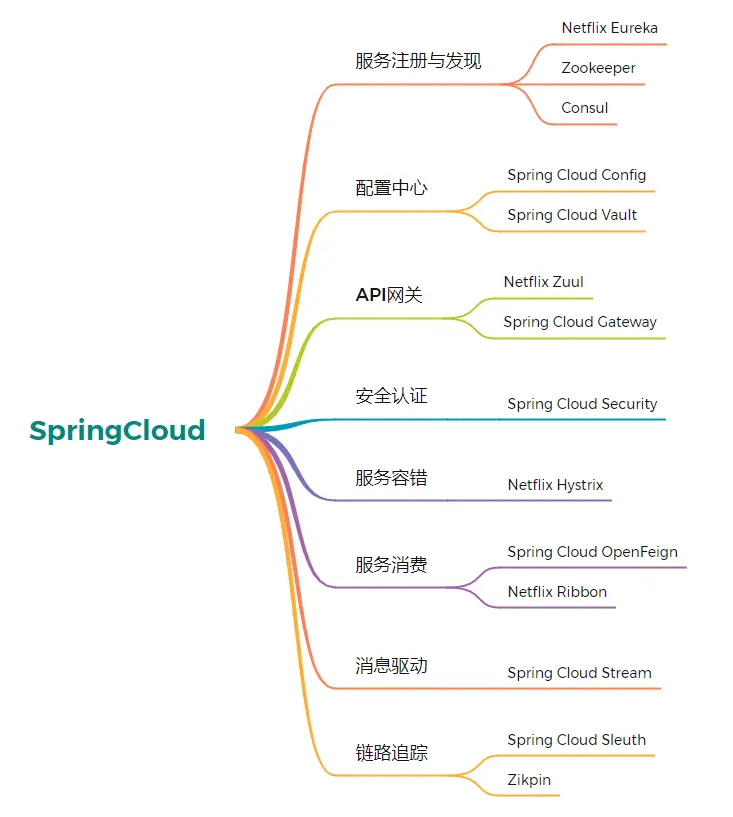 SpringCloud
服务注册与发现
Netflix Eureka
Zookeeper
Consul
配置中心
Spring Cloud Config
Spring Cloud Vault
API网关
Netflix Zuul
Spring Cloud Gateway
安全认证
Spring Cloud Security
服务容错
Netflix Hystrix
服务消费
Spring Cloud OpenFeign
Netflix Ribbon
消息驱动
Spring Cloud Stream
链路追踪
Spring Cloud Sleuth
Zikpin